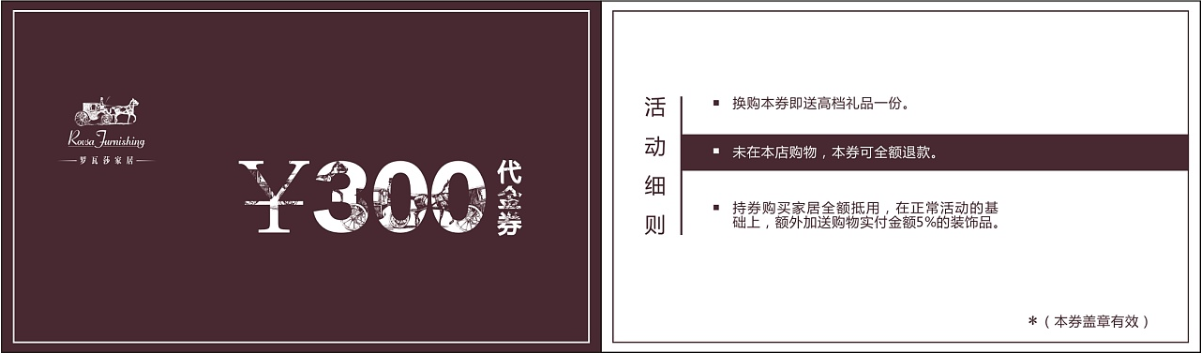 Rovsa Furnishing
罗瓦莎家居
¥300
代金券
活动细则
▪ 换购本券即送高档礼品一份。
▪ 未在本店购物，本券可全额退款。
▪ 持券购买家居全额抵用，在正常活动的基
础上，额外加送购物实付金额5%的装饰品。
*（本券盖章有效）